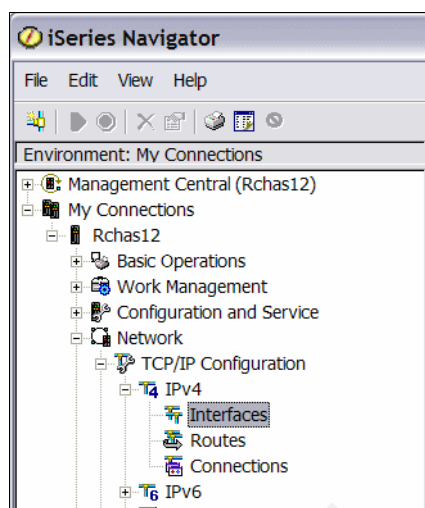 iSeries Navigator
File Edit View Help
Environment: My Connections
Management Central (Rchas12)
My Connections
Rchas12
Basic Operations
Work Management
Configuration and Service
Network
TCP/IP Configuration
IPv4
Interfaces
Routes
Connections
IPv6